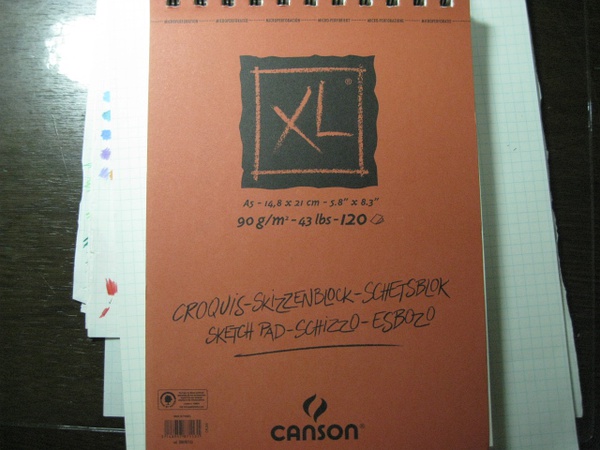 XL®
A5 - 14,8 x 21 cm - 5.8" x 8.3"
90 g/m² - 43 lbs - 120
CROQUIS-SKIZZENBLOCK-SCHETSBLOK
SKETCH PAD-SCHIZZO-ESBOZO
CANSON®